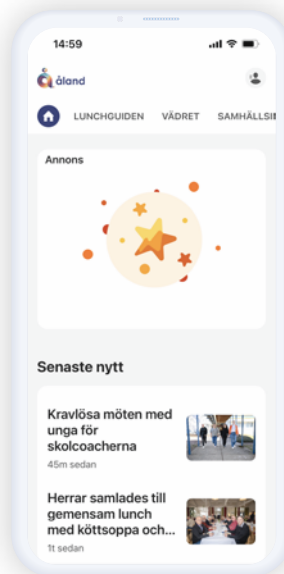 14:59
åland
LUNCHGUIDEN VÄDRET SAMHÄLLSI
Annons
Senaste nytt
Kravlösa möten med
unga för
skolcoacherna
45m sedan
Herrar samlades till
gemensam lunch
med köttsoppa och...
1t sedan